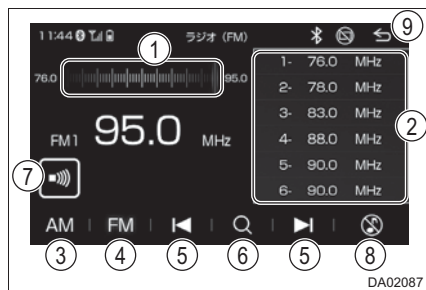 11:44 ラジオ (FM) 9
1
76.0 95.0
1- 76.0 MHz
2- 78.0 MHz
3- 83.0 MHz
4- 88.0 MHz
5- 90.0 MHz
6- 90.0 MHz
2
FM1 95.0 MHz
7
AM FM
3 4 5 6 5 8
DA02087